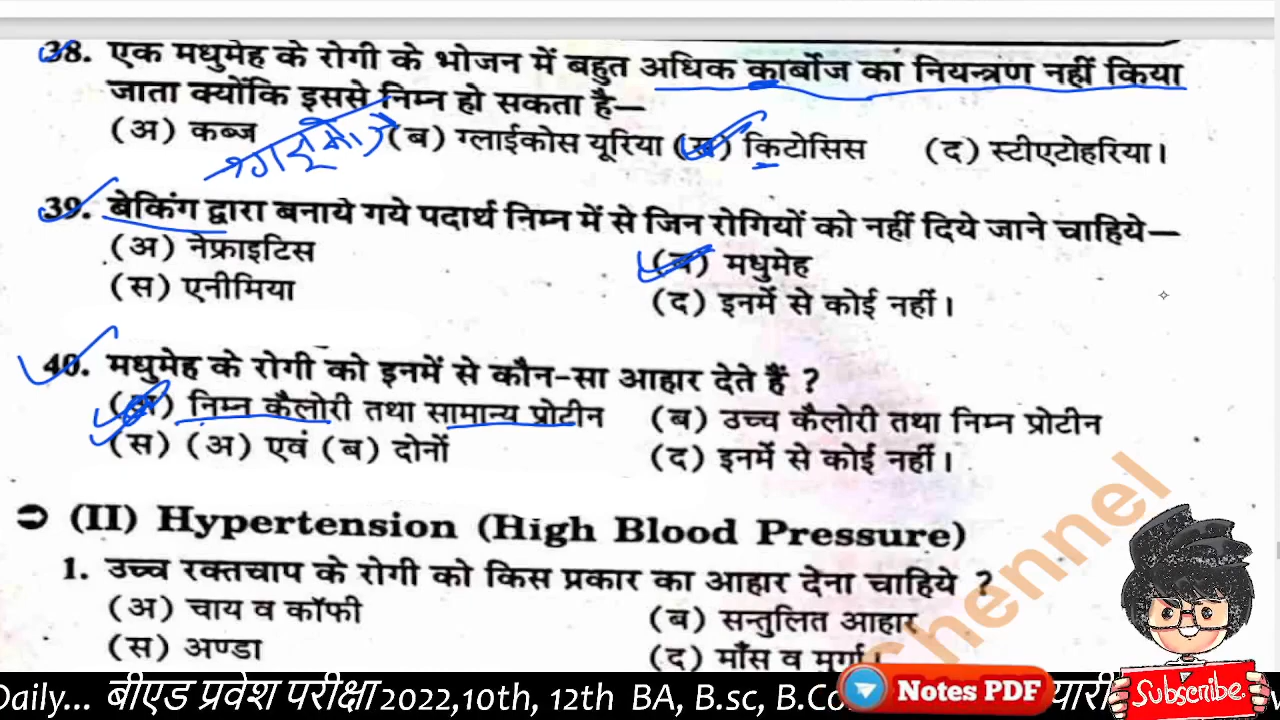 38. एक मधुमेह के रोगी के भोजन में बहुत अधिक कार्बोज का नियन्त्रण नहीं किया
जाता क्योंकि इससे निम्न हो सकता है—
(अ) कब्ज (ब) ग्लाईकोस यूरिया (स) किटोसिस (द) स्टीएटोहरिया।
39. बेकिंग द्वारा बनाये गये पदार्थ निम्न में से जिन रोगियों को नहीं दिये जाने चाहिये—
(अ) नेफ्राइटिस (ब) मधुमेह
(स) एनीमिया (द) इनमें से कोई नहीं।
40. मधुमेह के रोगी को इनमें से कौन-सा आहार देते हैं ?
(अ) निम्न कैलोरी तथा सामान्य प्रोटीन (ब) उच्च कैलोरी तथा निम्न प्रोटीन
(स) (अ) एवं (ब) दोनों (द) इनमें से कोई नहीं।
⊃ (II) Hypertension (High Blood Pressure)
1. उच्च रक्तचाप के रोगी को किस प्रकार का आहार देना चाहिये ?
(अ) चाय व कॉफी (ब) सन्तुलित आहार
(स) अण्डा (द) माँस व मुर्गा।
Chennel
Daily... बीएड प्रवेश परीक्षा 2022,10th, 12th BA, B.sc, B.Co
Notes PDF
Subscribe